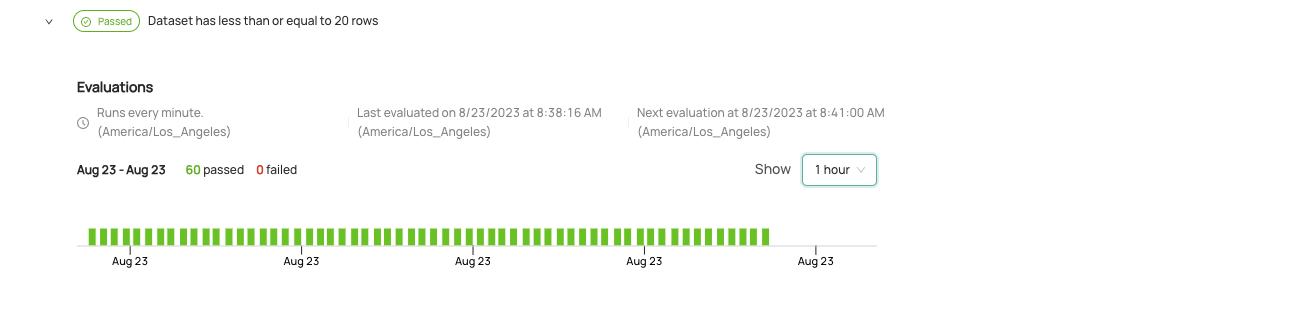 Passed Dataset has less than or equal to 20 rows
Evaluations
Runs every minute.
(America/Los_Angeles)
Last evaluated on 8/23/2023 at 8:38:16 AM
(America/Los_Angeles)
Next evaluation at 8/23/2023 at 8:41:00 AM
(America/Los_Angeles)
Aug 23 - Aug 23 60 passed 0 failed Show 1 hour
Aug 23 Aug 23 Aug 23 Aug 23 Aug 23